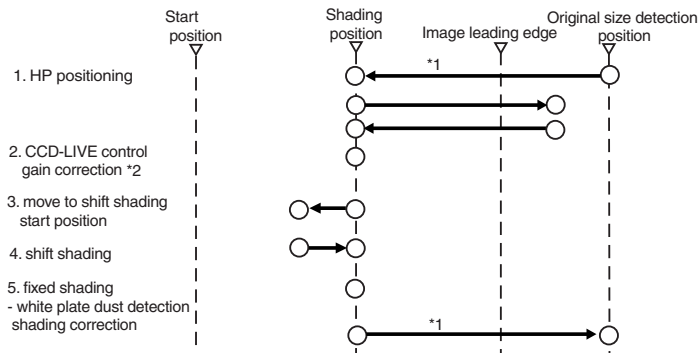 Start
position
Shading
position
Image leading edge
Original size detection
position
1. HP positioning
*1
2. CCD-LIVE control
gain correction *2
3. move to shift shading
start position
4. shift shading
5. fixed shading
- white plate dust detection
shading correction
*1